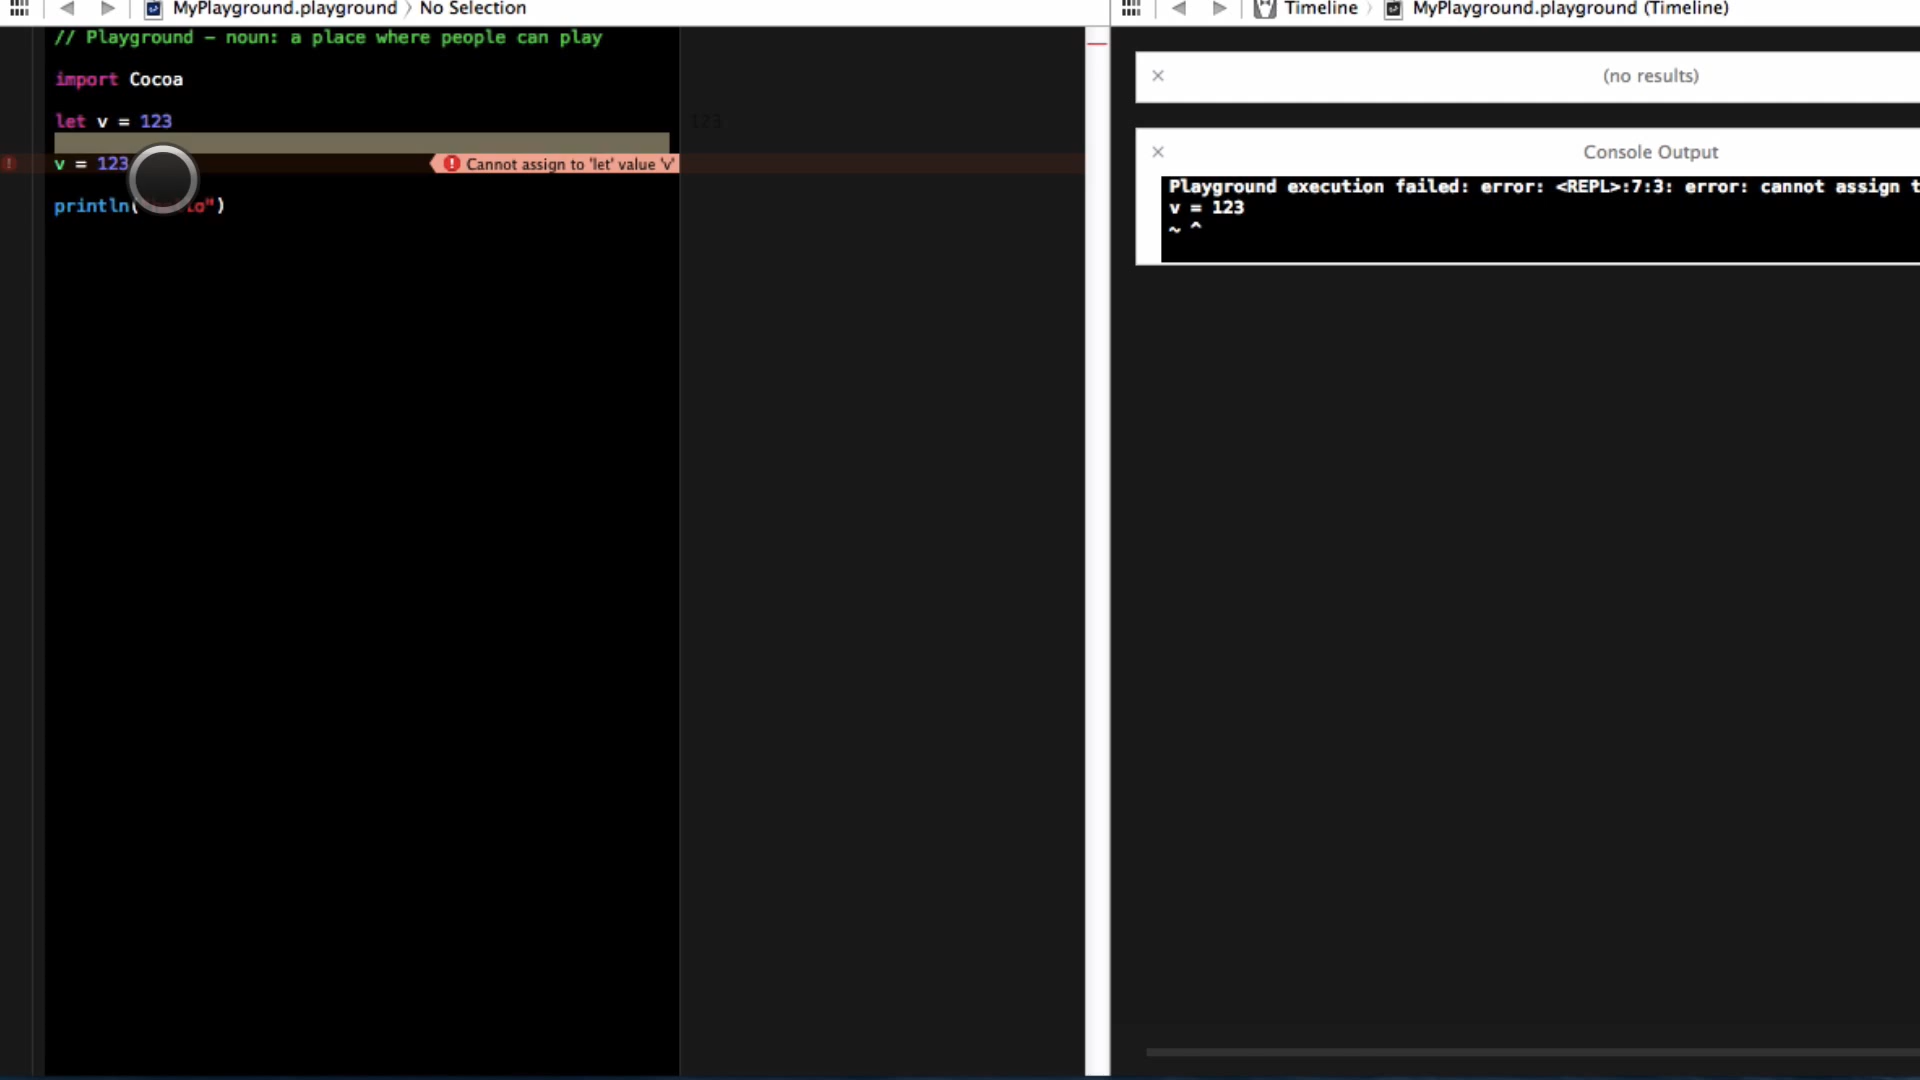 MyPlayground.playground › No Selection
// Playground – noun: a place where people can play
import Cocoa
let v = 123
123
v = 123
Cannot assign to 'let' value 'v'
println(
")
Timeline › MyPlayground.playground (Timeline)
(no results)
Console Output
Playground execution failed: error: <REPL>:7:3: error: cannot assign t
v = 123
~ ^